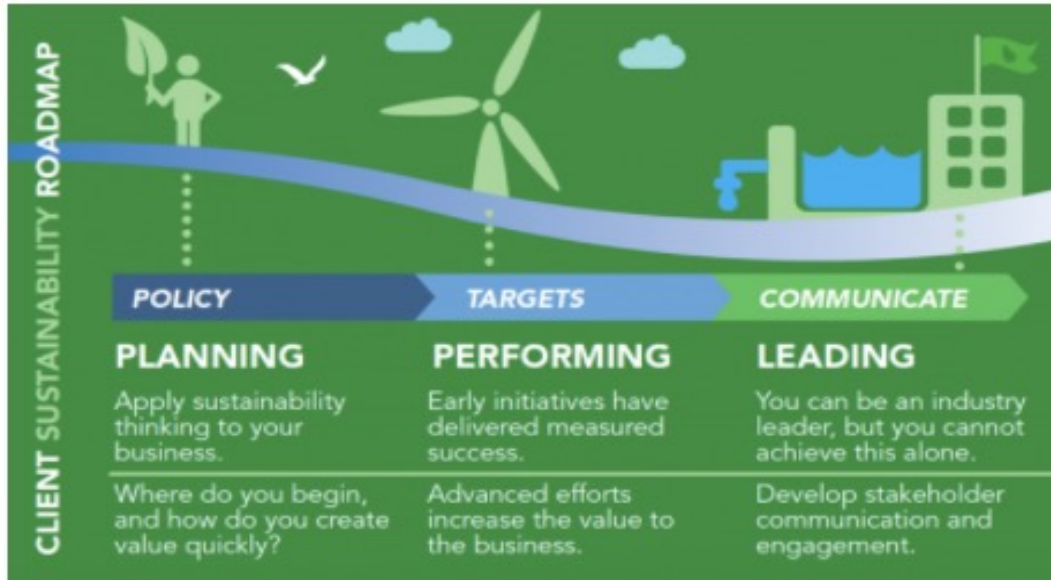 CLIENT SUSTAINABILITY ROADMAP
POLICY
TARGETS
COMMUNICATE
PLANNING
Apply sustainability
thinking to your
business.
Where do you begin,
and how do you create
value quickly?
PERFORMING
Early initiatives have
delivered measured
success.
Advanced efforts
increase the value to
the business.
LEADING
You can be an industry
leader, but you cannot
achieve this alone.
Develop stakeholder
communication and
engagement.